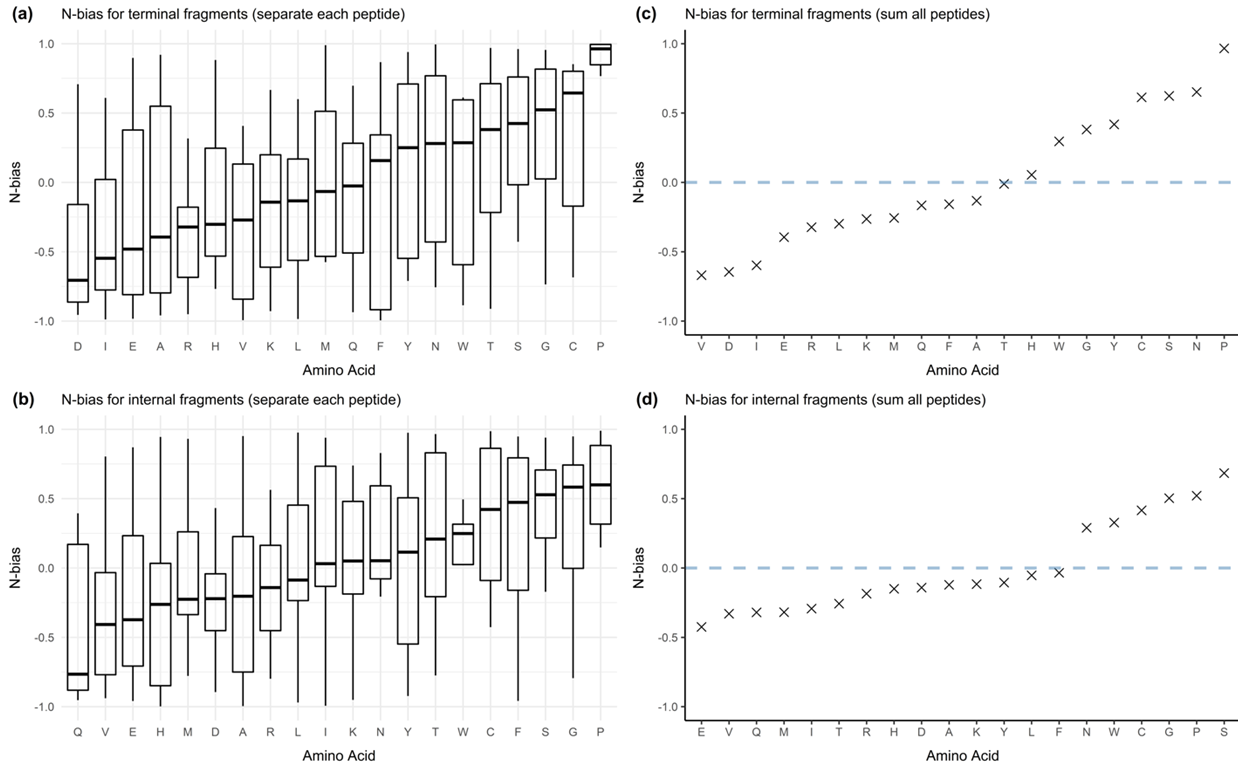 (a) N-bias for terminal fragments (separate each peptide)
1.0
0.5
0.0
-0.5
-1.0
N-bias
D I E A R H V K L M Q F Y N W T S G C P
Amino Acid
(b) N-bias for internal fragments (separate each peptide)
1.0
0.5
0.0
-0.5
-1.0
N-bias
Q V E H M D A R L I K N Y T W C F S G P
Amino Acid
(c) N-bias for terminal fragments (sum all peptides)
1.0
0.5
0.0
-0.5
-1.0
N-bias
V D I E R L K M Q F A T H W G Y C S N P
Amino Acid
(d) N-bias for internal fragments (sum all peptides)
1.0
0.5
0.0
-0.5
-1.0
N-bias
E V Q M I T R H D A K Y L F N W C G P S
Amino Acid